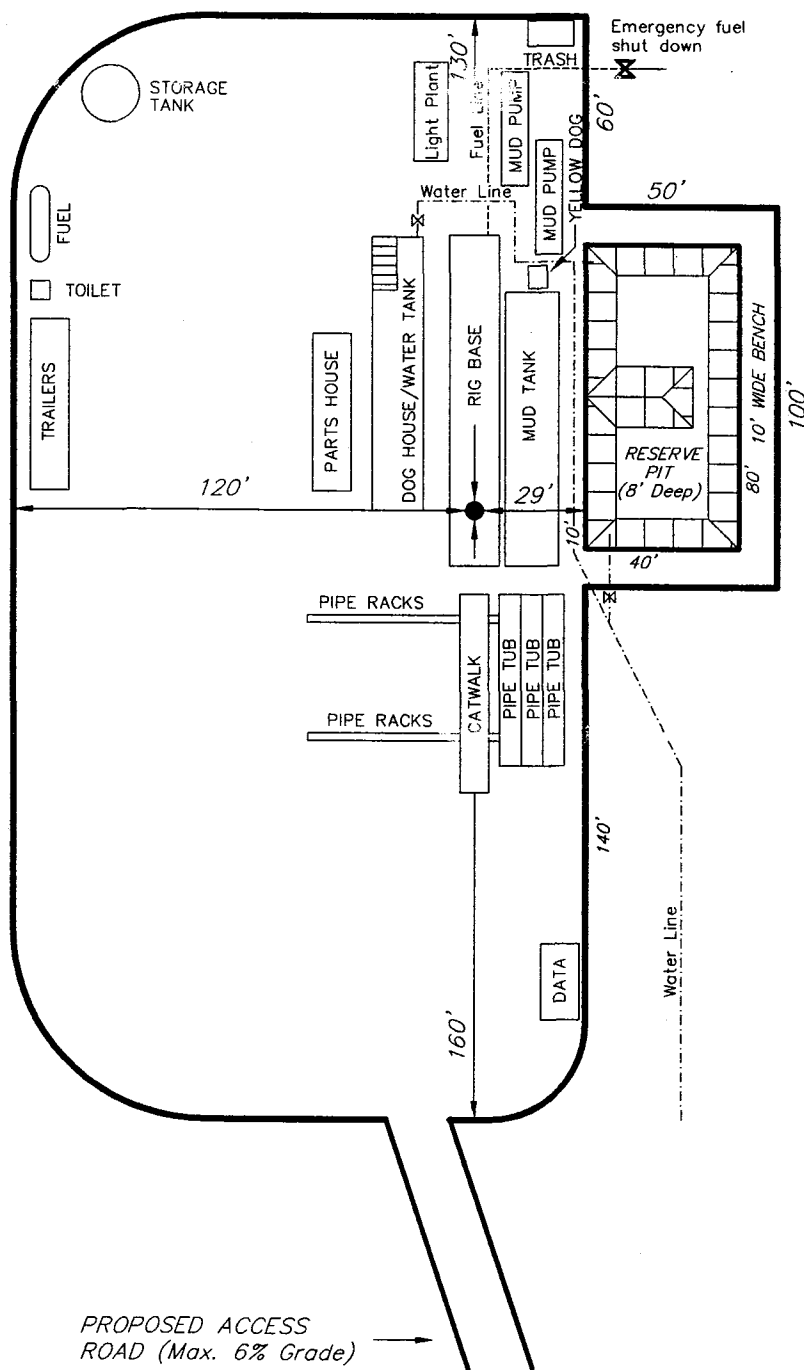 Emergency fuel
shut down
TRASH
130'
STORAGE
TANK
Light Plant
Fuel Line
MUD PUMP
60'
MUD PUMP
YELLOW DOG
Water Line
50'
FUEL
TOILET
TRAILERS
PARTS HOUSE
DOG HOUSE/WATER TANK
RIG BASE
MUD TANK
RESERVE
PIT
(8' Deep)
80'
10' WIDE BENCH
100'
120'
29'
10'
40'
PIPE RACKS
CATWALK
PIPE TUB
PIPE TUB
PIPE TUB
PIPE RACKS
140'
Water Line
DATA
160'
PROPOSED ACCESS
ROAD (Max. 6% Grade)